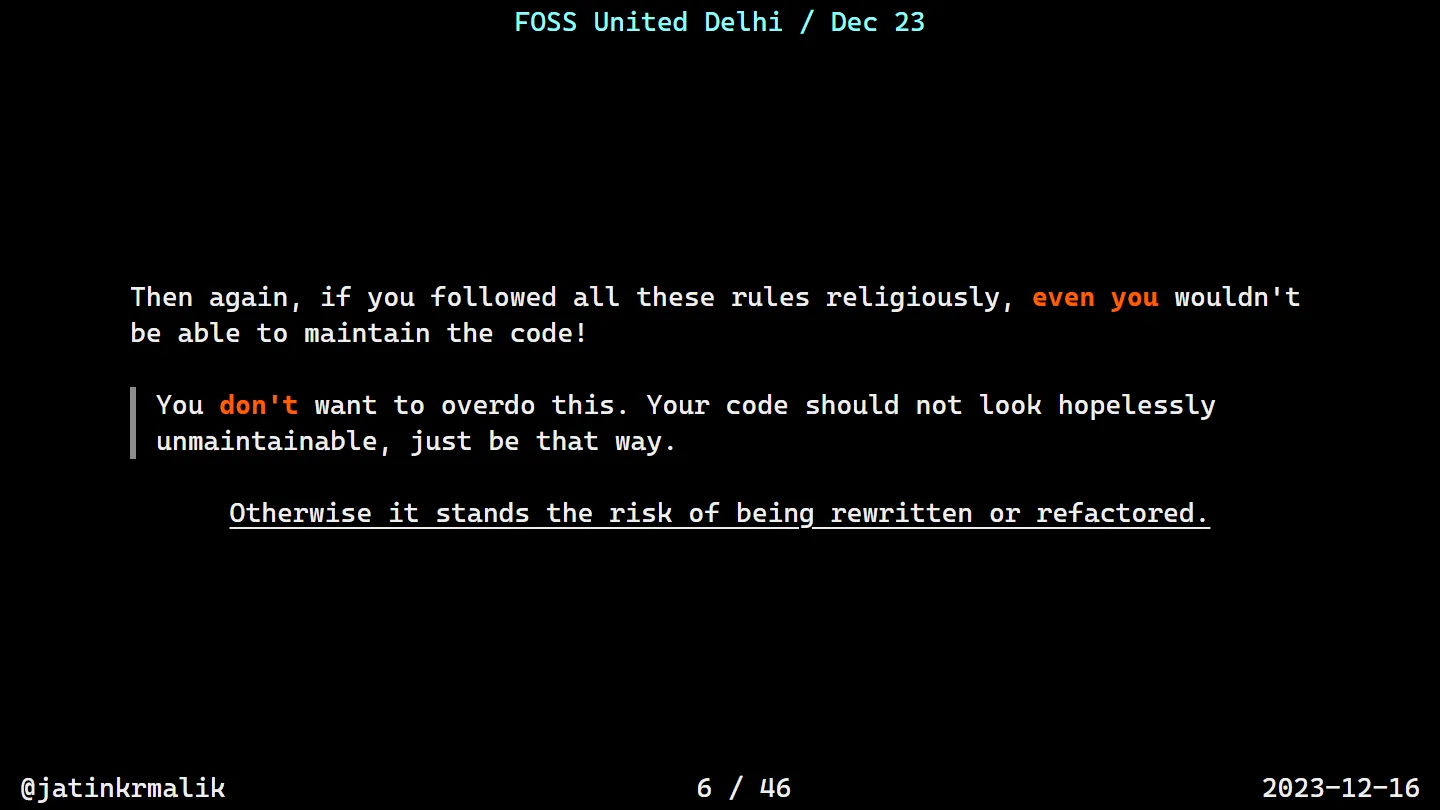 FOSS United Delhi / Dec 23
Then again, if you followed all these rules religiously, even you wouldn't
be able to maintain the code!
You don't want to overdo this. Your code should not look hopelessly
unmaintainable, just be that way.
Otherwise it stands the risk of being rewritten or refactored.
@jatinkrmalik
6 / 46
2023-12-16